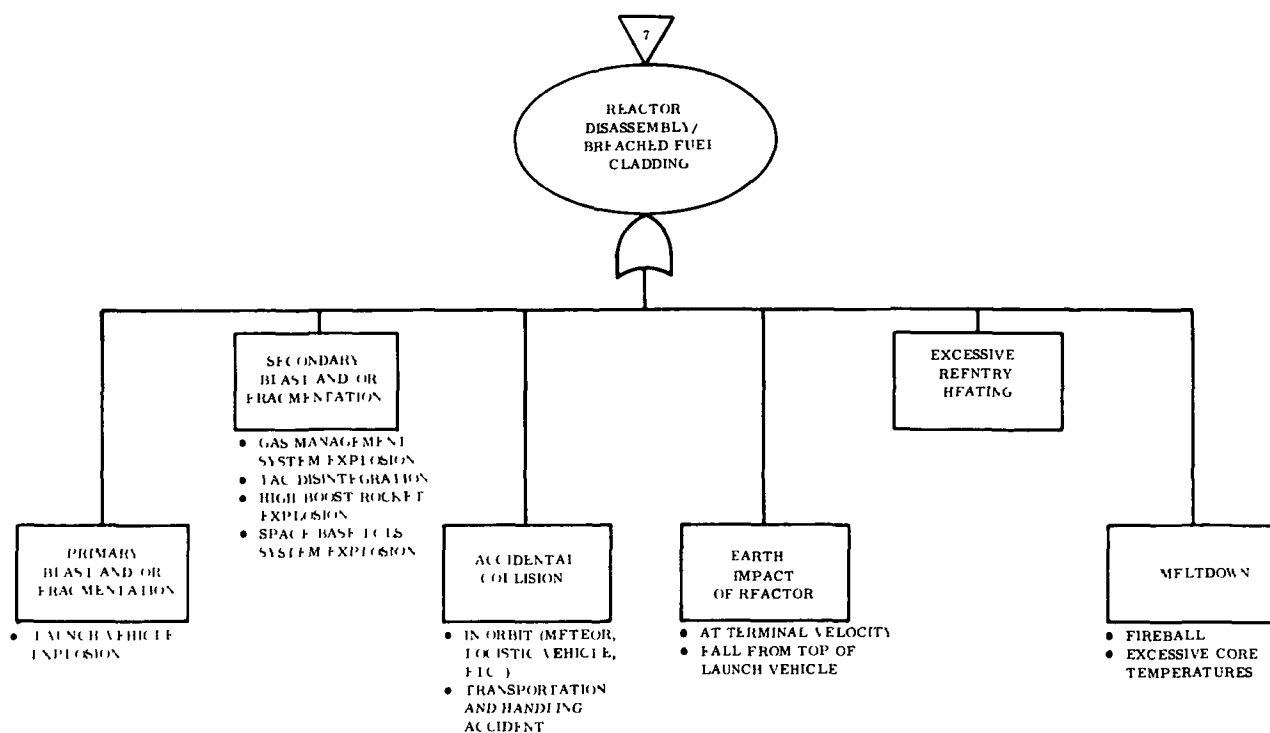 7
REACTOR
DISASSEMBLY/
BREACHED FUEL
CLADDING
SECONDARY
BLAST AND OR
FRAGMENTATION
• GAS MANAGEMENT
SYSTEM EXPLOSION
• TAC DISINTEGRATION
• HIGH BOOST ROCKET
EXPLOSION
• SPACE BASE ECLS
SYSTEM EXPLOSION
EXCESSIVE
REENTRY
HEATING
PRIMARY
BLAST AND OR
FRAGMENTATION
• LAUNCH VEHICLE
EXPLOSION
ACCIDENTAL
COLLISION
• IN ORBIT (METEOR,
LOGISTIC VEHICLE,
ETC )
• TRANSPORTATION
AND HANDLING
ACCIDENT
EARTH
IMPACT
OF REACTOR
• AT TERMINAL VELOCITY
• FALL FROM TOP OF
LAUNCH VEHICLE
MELTDOWN
• FIREBALL
• EXCESSIVE CORE
TEMPERATURES